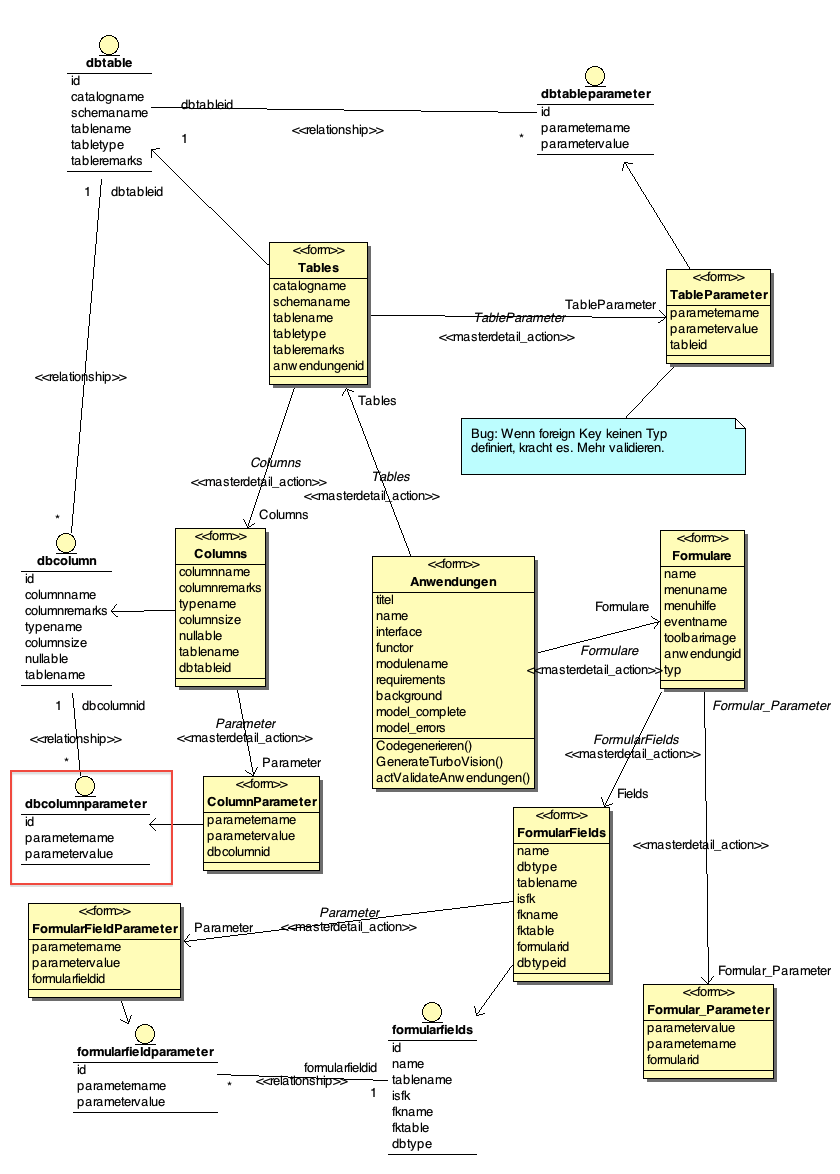 dbtable
id
catalogname
schemaname
tablename
tabletype
tableremarks
dbtableid
<<relationship>>
1
*
dbtableparameter
id
parametername
parametervalue
1
dbtableid
<<form>>
Tables
catalogname
schemaname
tablename
tabletype
tableremarks
anwendungenid
TableParameter
TableParameter
<<masterdetail_action>>
<<form>>
TableParameter
parametername
parametervalue
tableid
<<relationship>>
Tables
Bug: Wenn foreign Key keinen Typ
definiert, kracht es. Mehr validieren.
Columns
<<masterdetail_action>>
Tables
<<masterdetail_action>>
Columns
*
dbcolumn
id
columnname
columnremarks
typename
columnsize
nullable
tablename
<<form>>
Columns
columnname
columnremarks
typename
columnsize
nullable
tablename
dbtableid
<<form>>
Anwendungen
titel
name
interface
functor
modulename
requirements
background
model_complete
model_errors
Codegenerieren()
GenerateTurboVision()
actValidateAnwendungen()
Formulare
Formulare
<<masterdetail_action>>
<<form>>
Formulare
name
menuname
menuhilfe
eventname
toolbarimage
anwendungid
typ
1
dbcolumnid
<<relationship>>
*
Parameter
<<masterdetail_action>>
Parameter
Formular_Parameter
FormularFields
<<masterdetail_action>>
Fields
dbcolumnparameter
id
parametername
parametervalue
<<form>>
ColumnParameter
parametername
parametervalue
dbcolumnid
<<form>>
FormularFields
name
dbtype
tablename
isfk
fkname
fktable
formularid
dbtypeid
<<masterdetail_action>>
<<form>>
FormularFieldParameter
parametername
parametervalue
formularfieldid
Parameter
Parameter
<<masterdetail_action>>
Formular_Parameter
<<form>>
Formular_Parameter
parametervalue
parametername
formularid
formularfieldparameter
id
parametername
parametervalue
formularfieldid
<<relationship>>
*
1
formularfields
id
name
tablename
isfk
fkname
fktable
dbtype